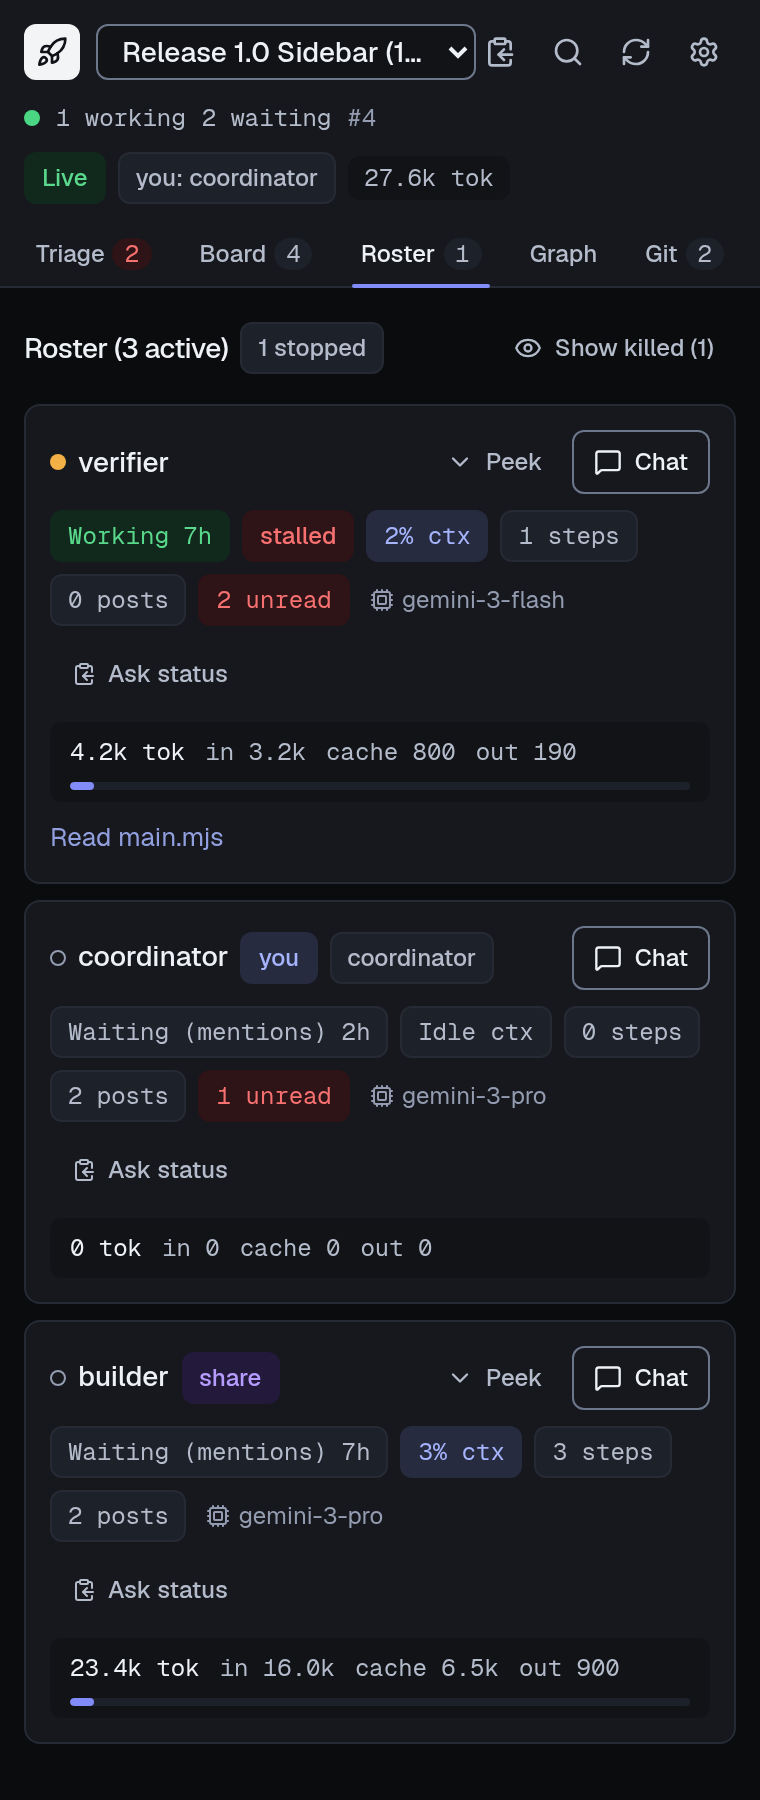 Release 1.0 Sidebar (1...
1 working 2 waiting #4
Live you: coordinator 27.6k tok
Triage 2 Board 4 Roster 1 Graph Git 2
Roster (3 active) 1 stopped Show killed (1)
verifier Peek Chat
Working 7h stalled 2% ctx 1 steps
0 posts 2 unread gemini-3-flash
Ask status
4.2k tok in 3.2k cache 800 out 190
Read main.mjs
coordinator you coordinator Chat
Waiting (mentions) 2h Idle ctx 0 steps
2 posts 1 unread gemini-3-pro
Ask status
0 tok in 0 cache 0 out 0
builder share Peek Chat
Waiting (mentions) 7h 3% ctx 3 steps
2 posts gemini-3-pro
Ask status
23.4k tok in 16.0k cache 6.5k out 900